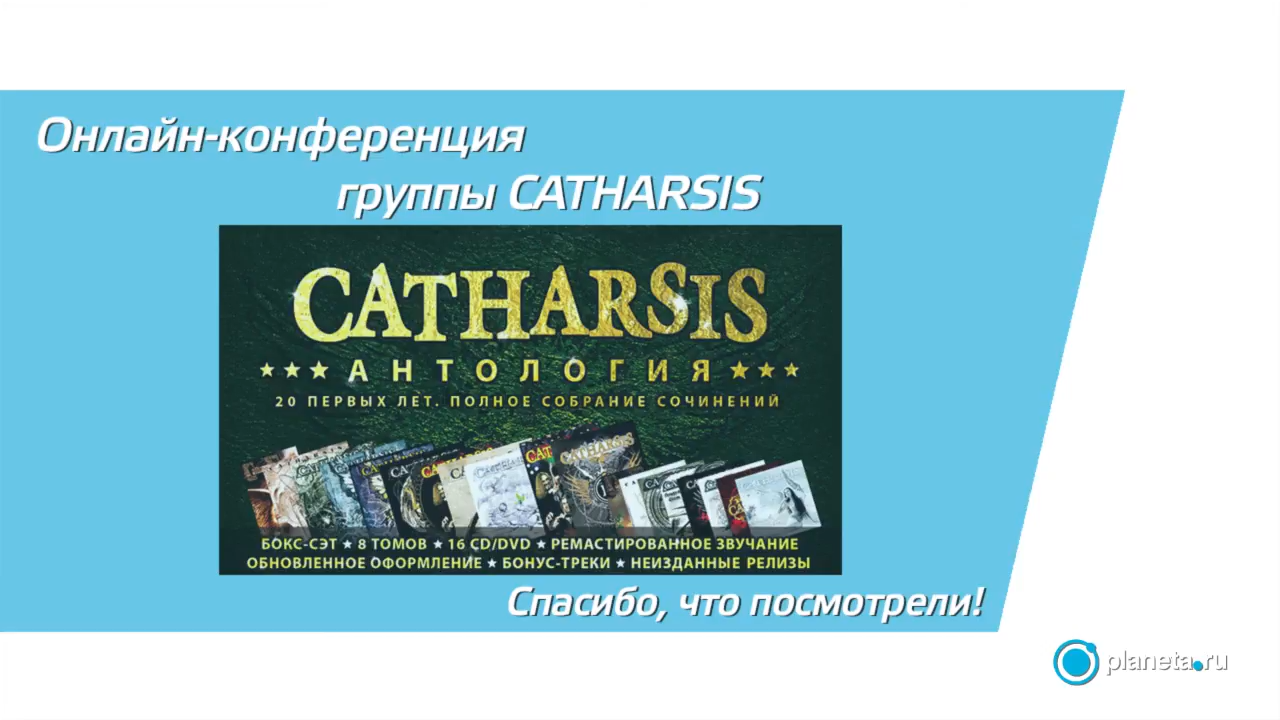 Онлайн-конференция
группы CATHARSIS
CATHARSIS
★★★АНТОЛОГИЯ★★★
20 ПЕРВЫХ ЛЕТ. ПОЛНОЕ СОБРАНИЕ СОЧИНЕНИЙ
CATHARSIS
БОКС-СЭТ ★ 8 ТОМОВ ★ 16 CD/DVD ★ РЕМАСТИРОВАННОЕ ЗВУЧАНИЕ
ОБНОВЛЕННОЕ ОФОРМЛЕНИЕ ★ БОНУС-ТРЕКИ ★ НЕИЗДАННЫЕ РЕЛИЗЫ
Спасибо, что посмотрели!
planeta.ru